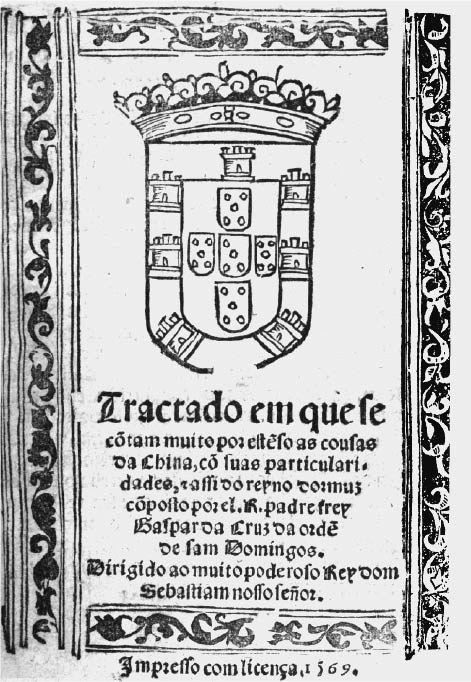 Tractado em que se
cõtam muito por estẽso as cousas
da China, cõ suas particulari-
dades, ⁊ assi do reyno dormuz
cõposto por el. R. padre frey
Gaspar da Cruz da ordẽ
de sam Domingos.
Dirigido ao muito poderoso Rey dom
Sebastiam nosso señor.
Impresso com licença, 1569.